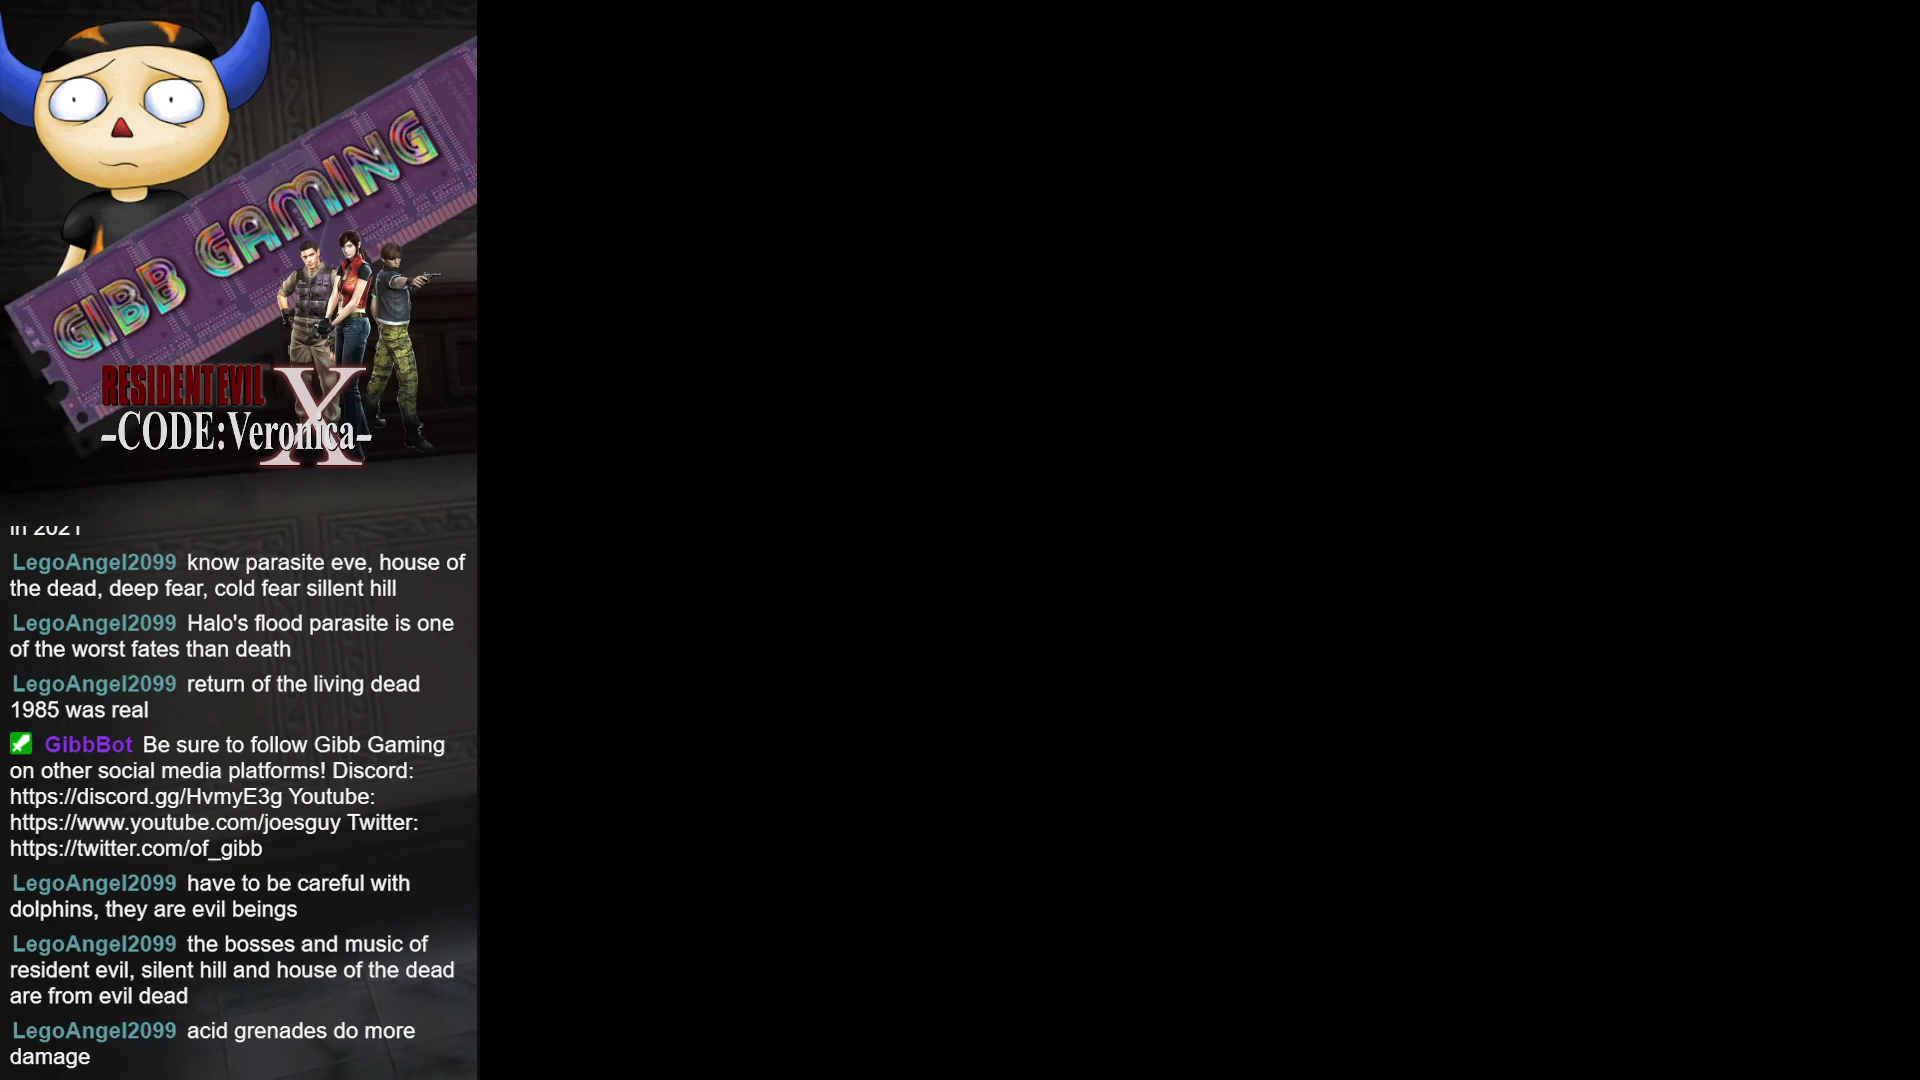 GIBB GAMING
RESIDENT EVIL
X
-CODE:Veronica-
in 2021
LegoAngel2099 know parasite eve, house of
the dead, deep fear, cold fear sillent hill
LegoAngel2099 Halo's flood parasite is one
of the worst fates than death
LegoAngel2099 return of the living dead
1985 was real
GibbBot Be sure to follow Gibb Gaming
on other social media platforms! Discord:
https://discord.gg/HvmyE3g Youtube:
https://www.youtube.com/joesguy Twitter:
https://twitter.com/of_gibb
LegoAngel2099 have to be careful with
dolphins, they are evil beings
LegoAngel2099 the bosses and music of
resident evil, silent hill and house of the dead
are from evil dead
LegoAngel2099 acid grenades do more
damage